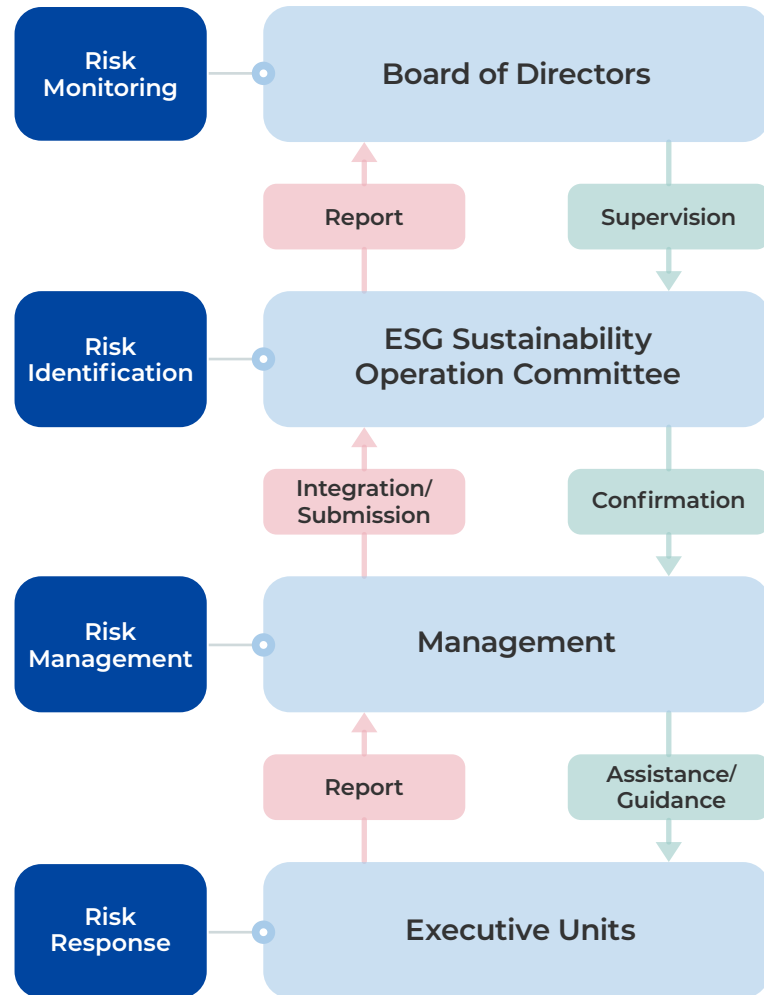 Risk
Monitoring
Board of Directors
Report
Supervision
Risk
Identification
ESG Sustainability
Operation Committee
Integration/
Submission
Confirmation
Risk
Management
Management
Report
Assistance/
Guidance
Risk
Response
Executive Units